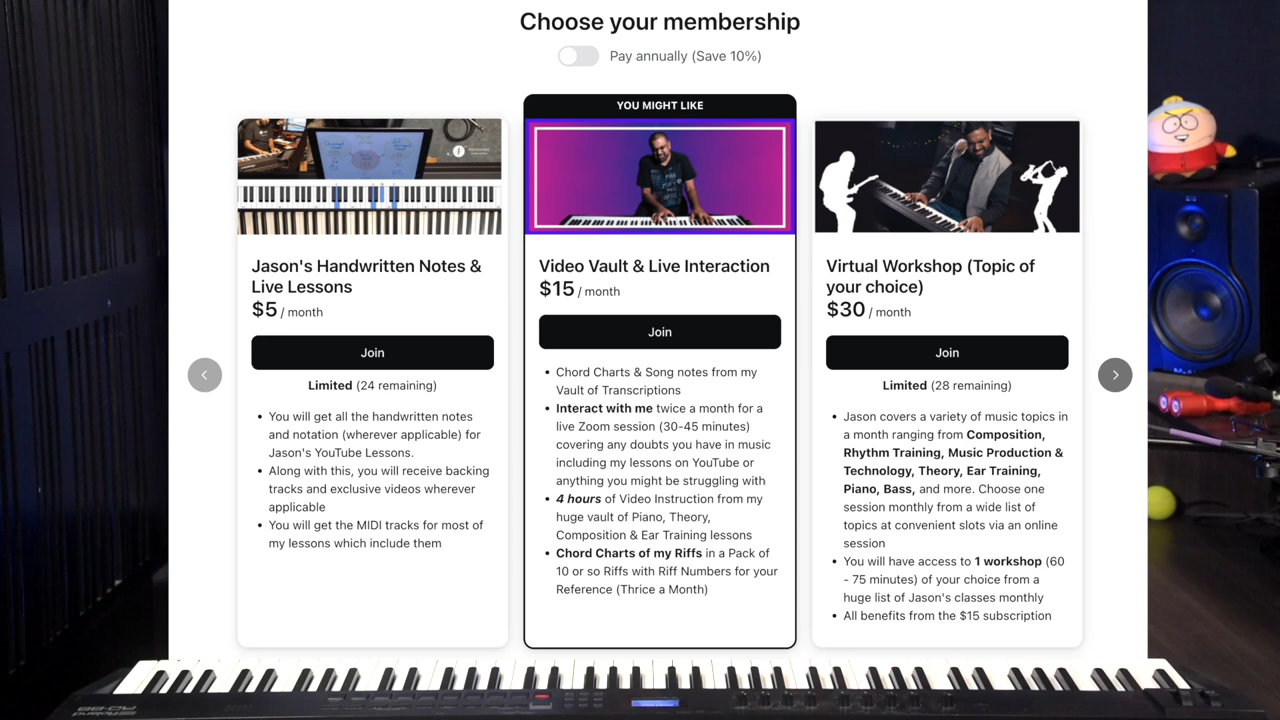 Choose your membership
Pay annually (Save 10%)
Jason's Handwritten Notes &
Live Lessons
$5 / month
Join
Limited (24 remaining)
• You will get all the handwritten notes
and notation (wherever applicable) for
Jason's YouTube Lessons.
• Along with this, you will receive backing
tracks and exclusive videos wherever
applicable
• You will get the MIDI tracks for most of
my lessons which include them
YOU MIGHT LIKE
Video Vault & Live Interaction
$15 / month
Join
• Chord Charts & Song notes from my
Vault of Transcriptions
• Interact with me twice a month for a
live Zoom session (30-45 minutes)
covering any doubts you have in music
including my lessons on YouTube or
anything you might be struggling with
• 4 hours of Video Instruction from my
huge vault of Piano, Theory,
Composition & Ear Training lessons
• Chord Charts of my Riffs in a Pack of
10 or so Riffs with Riff Numbers for your
Reference (Thrice a Month)
Virtual Workshop (Topic of
your choice)
$30 / month
Join
Limited (28 remaining)
• Jason covers a variety of music topics in
a month ranging from Composition,
Rhythm Training, Music Production &
Technology, Theory, Ear Training,
Piano, Bass, and more. Choose one
session monthly from a wide list of
topics at convenient slots via an online
session
• You will have access to 1 workshop (60
- 75 minutes) of your choice from a
huge list of Jason's classes monthly
• All benefits from the $15 subscription
Roland
RD-88